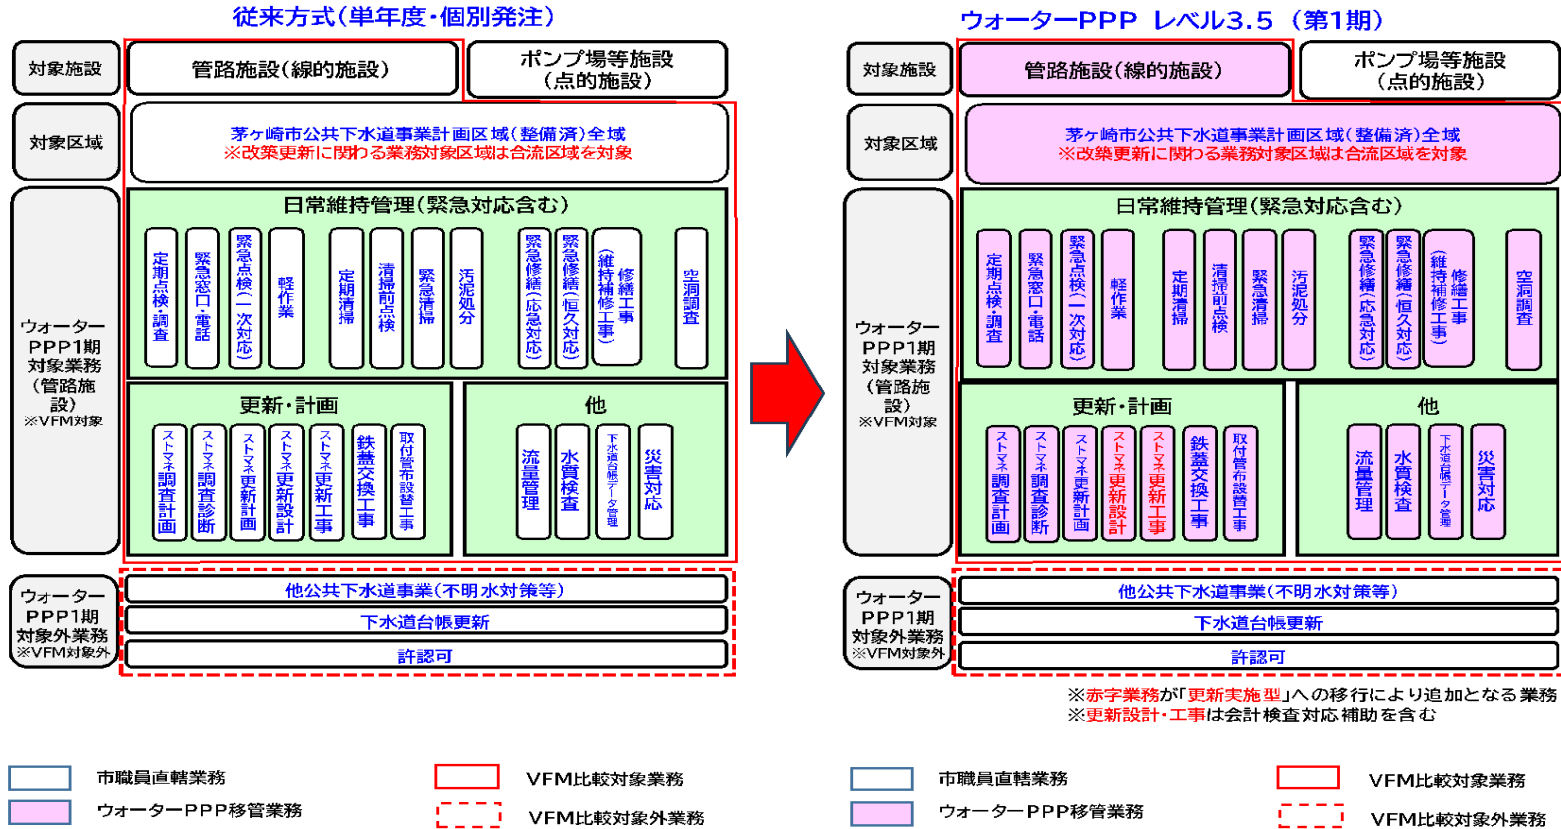 従来方式(単年度・個別発注)
対象施設
管路施設(線的施設)
ポンプ場等施設
(点的施設)
対象区域
茅ヶ崎市公共下水道事業計画区域(整備済)全域
※改築更新に関わる業務対象区域は合流区域を対象
ウォーター
PPP1期
対象業務
(管路施
設)
※VFM対象
日常維持管理(緊急対応含む)
定期点検・調査
緊急窓口・電話
緊急点検(一次対応)
軽作業
定期清掃
清掃前点検
緊急清掃
汚泥処分
緊急修繕(応急対応)
緊急修繕(恒久対応)
修繕工事
(維持補修工事)
空洞調査
更新・計画
ストマネ調査計画
ストマネ調査診断
ストマネ更新計画
ストマネ更新設計
ストマネ更新工事
鉄蓋交換工事
取付管布設替工事
他
流量管理
水質検査
下水道台帳データ管理
災害対応
ウォーター
PPP1期
対象外業務
※VFM対象外
他公共下水道事業(不明水対策等)
下水道台帳更新
許認可
市職員直轄業務
ウォーターPPP移管業務
VFM比較対象業務
VFM比較対象外業務
ウォーターPPP レベル3.5 (第1期)
対象施設
管路施設(線的施設)
ポンプ場等施設
(点的施設)
対象区域
茅ヶ崎市公共下水道事業計画区域(整備済)全域
※改築更新に関わる業務対象区域は合流区域を対象
ウォーター
PPP1期
対象業務
(管路施
設)
※VFM対象
日常維持管理(緊急対応含む)
定期点検・調査
緊急窓口・電話
緊急点検(一次対応)
軽作業
定期清掃
清掃前点検
緊急清掃
汚泥処分
緊急修繕(応急対応)
緊急修繕(恒久対応)
修繕工事
(維持補修工事)
空洞調査
更新・計画
ストマネ調査計画
ストマネ調査診断
ストマネ更新計画
ストマネ更新設計
ストマネ更新工事
鉄蓋交換工事
取付管布設替工事
他
流量管理
水質検査
下水道台帳データ管理
災害対応
ウォーター
PPP1期
対象外業務
※VFM対象外
他公共下水道事業(不明水対策等)
下水道台帳更新
許認可
※赤字業務が「更新実施型」への移行により追加となる業務
※更新設計・工事は会計検査対応補助を含む
市職員直轄業務
ウォーターPPP移管業務
VFM比較対象業務
VFM比較対象外業務